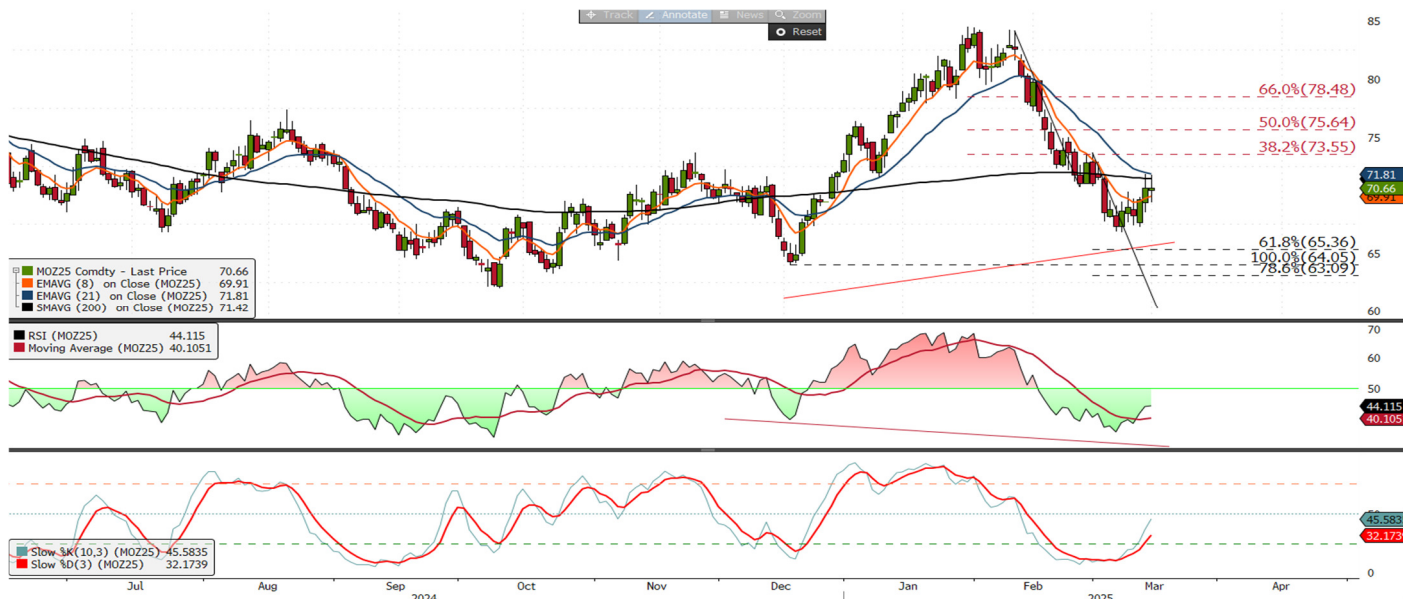 Track Annotate News Zoom
Reset
85
80
75
65
60
66.0%(78.48)
50.0%(75.64)
38.2%(73.55)
71.81
70.66
69.91
61.8%(65.36)
100.0%(64.05)
78.6%(63.09)
MOZ25 Comdty - Last Price 70.66
EMAVG (8) on Close (MOZ25) 69.91
EMAVG (21) on Close (MOZ25) 71.81
SMAVG (200) on Close (MOZ25) 71.42
RSI (MOZ25) 44.115
Moving Average (MOZ25) 40.1051
70
60
50
44.115
40.105
Slow %K(10,3) (MOZ25) 45.5835
Slow %D(3) (MOZ25) 32.1739
50
45.583
32.173
0
Jul Aug Sep Oct Nov Dec Jan Feb Mar Apr
2024 2025